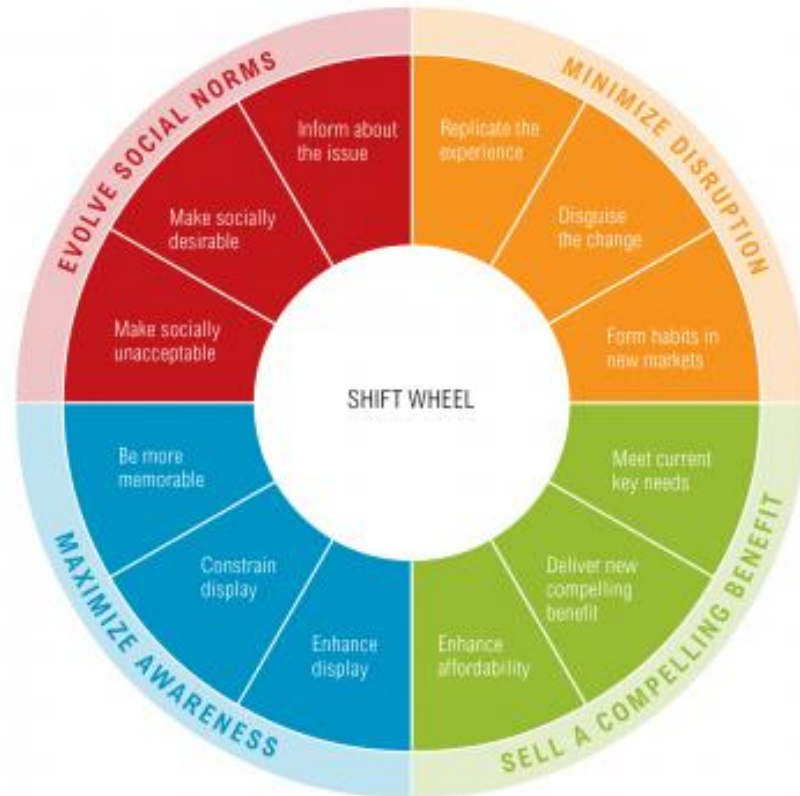 EVOLVE SOCIAL NORMS
Inform about
the issue
Make socially
desirable
Make socially
unacceptable
MINIMIZE DISRUPTION
Replicate the
experience
Disguise
the change
Form habits in
new markets
SHIFT WHEEL
MAXIMIZE AWARENESS
Be more
memorable
Constrain
display
Enhance
display
SELL A COMPELLING BENEFIT
Meet current
key needs
Deliver new
compelling
benefit
Enhance
affordability